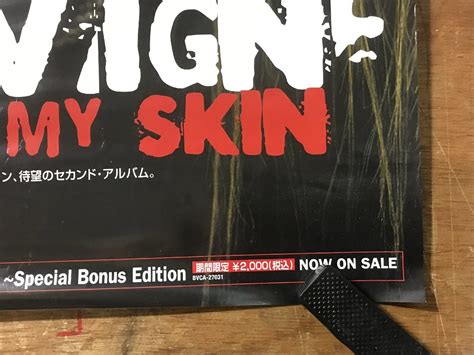 VIGNE
MY SKIN
ン、待望のセカンド・アルバム。
~Special Bonus Edition 期間限定 ¥2,000(税込) NOW ON SALE
BVCA-27631